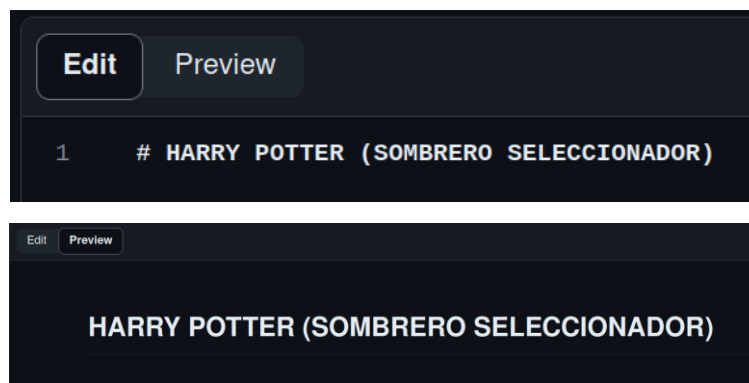 Edit Preview
1 # HARRY POTTER (SOMBRERO SELECCIONADOR)
Edit Preview
HARRY POTTER (SOMBRERO SELECCIONADOR)